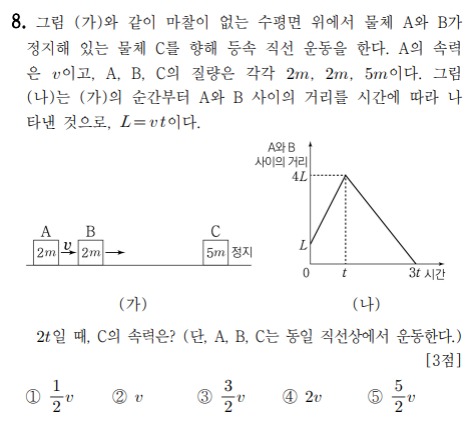 8. 그림 (가)와 같이 마찰이 없는 수평면 위에서 물체 A와 B가
정지해 있는 물체 C를 향해 등속 직선 운동을 한다. A의 속력
은 v이고, A, B, C의 질량은 각각 2m, 2m, 5m이다. 그림
(나)는 (가)의 순간부터 A와 B 사이의 거리를 시간에 따라 나
타낸 것으로, L=vt이다.
A와 B
사이의 거리
4L
L
0 t 3t 시간
A B C
2m v 2m 5m 정지
(가) (나)
2t일 때, C의 속력은? (단, A, B, C는 동일 직선상에서 운동한다.)
[3점]
① 1/2 v ② v ③ 3/2 v ④ 2v ⑤ 5/2 v